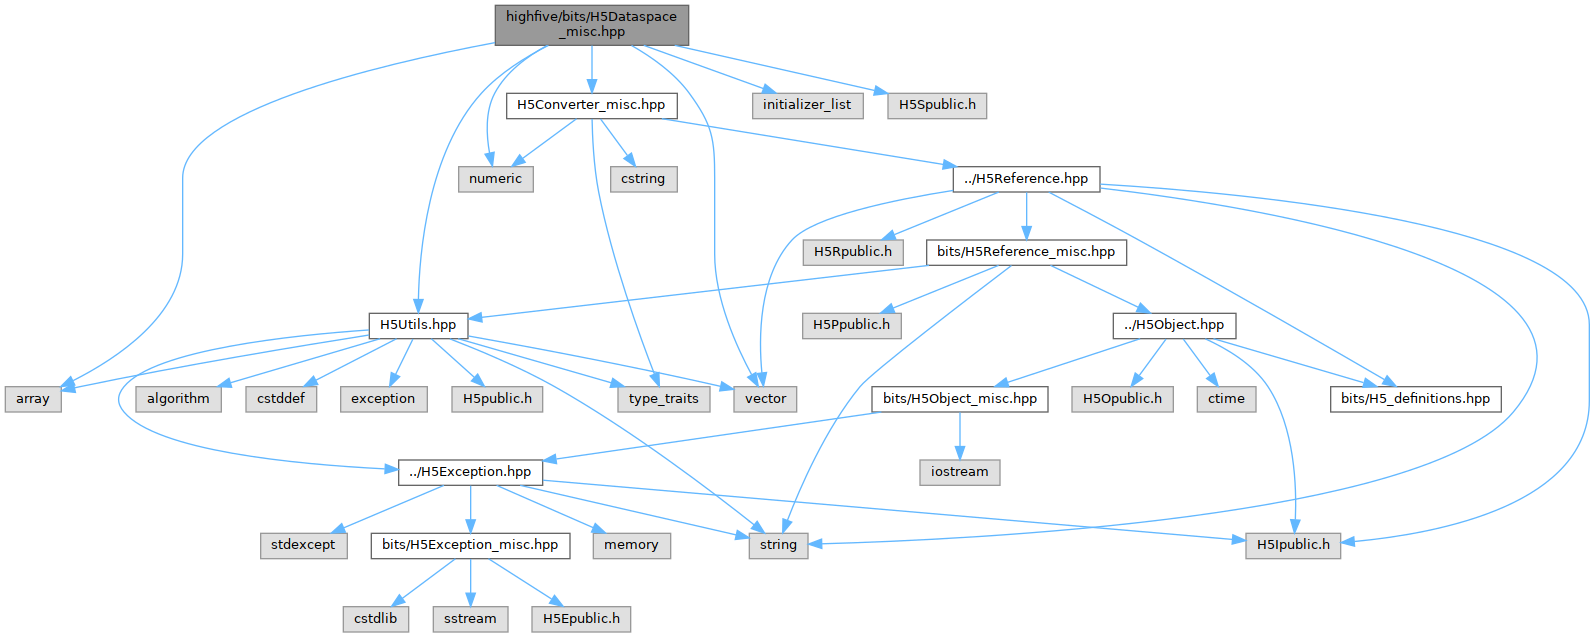 highfive/bits/H5Dataspace
_misc.hpp
H5Converter_misc.hpp
initializer_list
H5Spublic.h
numeric
cstring
../H5Reference.hpp
H5Rpublic.h
bits/H5Reference_misc.hpp
H5Utils.hpp
H5Ppublic.h
../H5Object.hpp
array
algorithm
cstddef
exception
H5public.h
type_traits
vector
bits/H5Object_misc.hpp
H5Opublic.h
ctime
bits/H5_definitions.hpp
../H5Exception.hpp
iostream
stdexcept
bits/H5Exception_misc.hpp
memory
string
H5Ipublic.h
cstdlib
sstream
H5Epublic.h